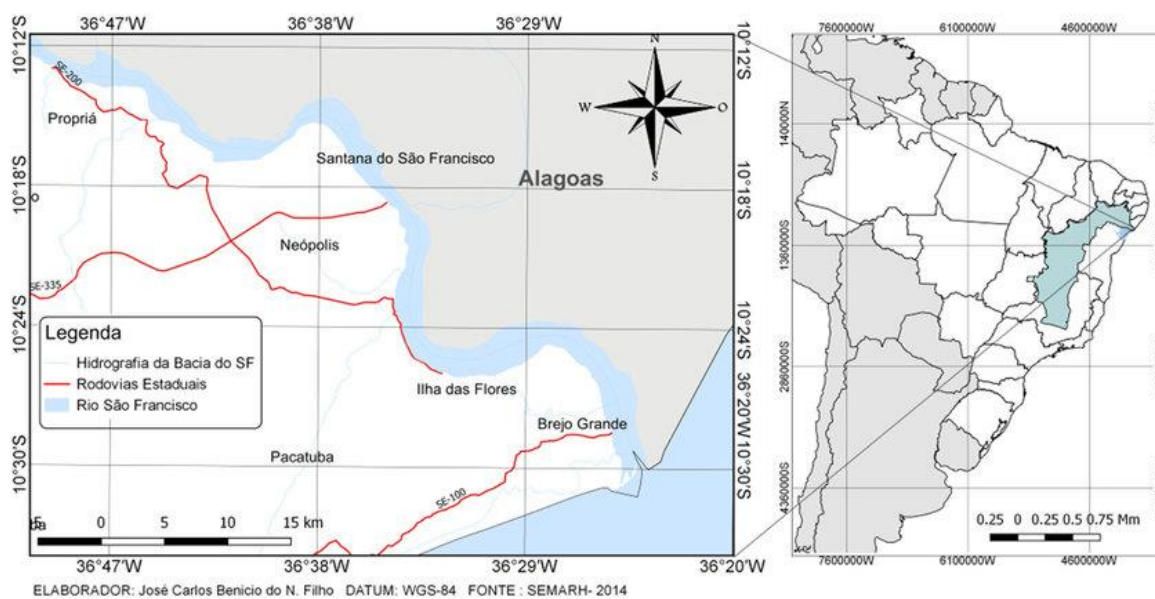 36°47'W 36°38'W 36°29'W
10°12'S
10°12'S
SE-200
Propriá
N
W O
S
Santana do São Francisco
Alagoas
10°18'S
10°18'S
o
Neópolis
SE-335
10°24'S
10°24'S
Legenda
Hidrografia da Bacia do SF
Rodovias Estaduais
Rio São Francisco
Ilha das Flores
36°20'W
Brejo Grande
10°30'S
Pacatuba
10°30'S
SE-100
-5 0 5 10 15 km
ba
36°47'W 36°38'W 36°29'W 36°20'W
7600000W 6100000W 4600000W
1400000N
1380000S
2880000S
4360000S
0.25 0 0.25 0.5 0.75 Mm
7600000W 6100000W 4600000W
ELABORADOR: José Carlos Benicio do N. Filho DATUM: WGS-84 FONTE : SEMARH- 2014